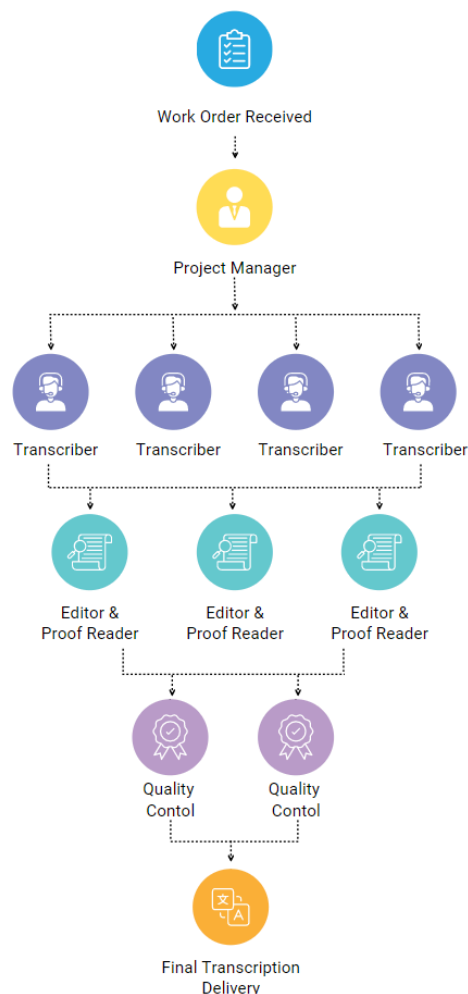 Work Order Received
Project Manager
Transcriber Transcriber Transcriber Transcriber
Editor & Editor & Editor &
Proof Reader Proof Reader Proof Reader
Quality Quality
Contol Contol
文
A
Final Transcription
Delivery